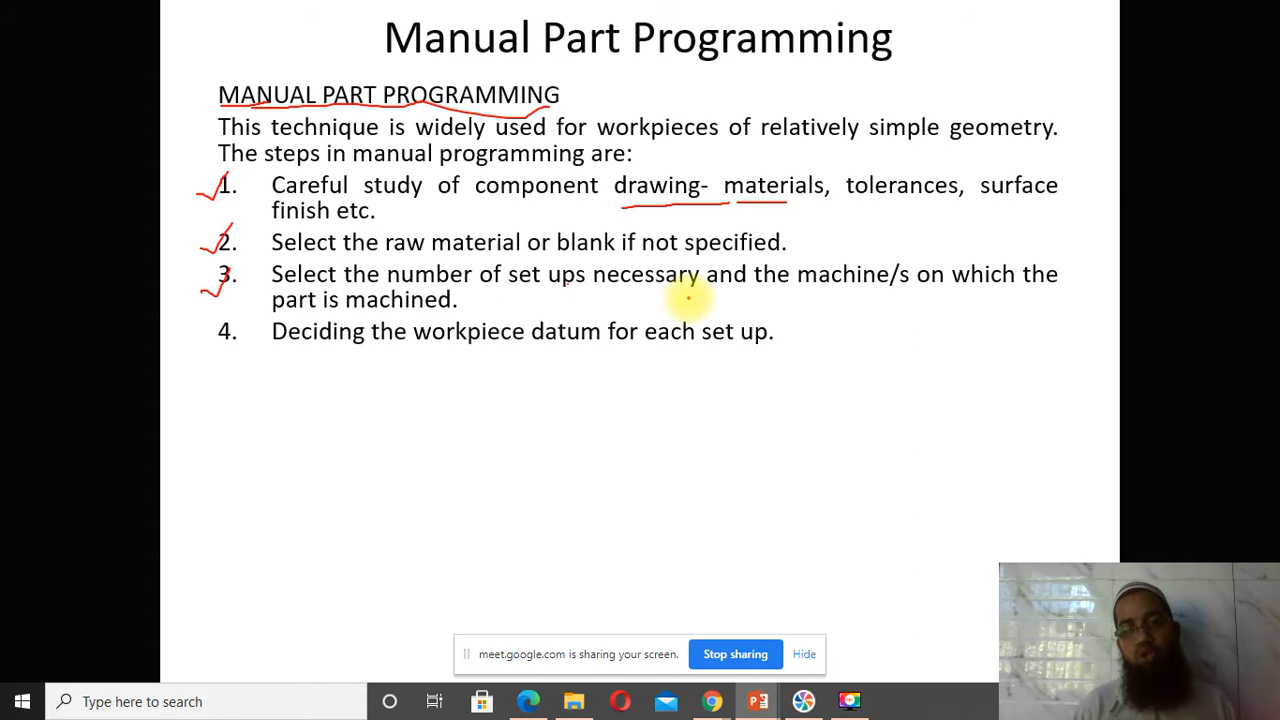 Manual Part Programming
MANUAL PART PROGRAMMING
This technique is widely used for workpieces of relatively simple geometry.
The steps in manual programming are:
1. Careful study of component drawing- materials, tolerances, surface
finish etc.
2. Select the raw material or blank if not specified.
3. Select the number of set ups necessary and the machine/s on which the
part is machined.
4. Deciding the workpiece datum for each set up.
meet.google.com is sharing your screen. Stop sharing Hide
Type here to search